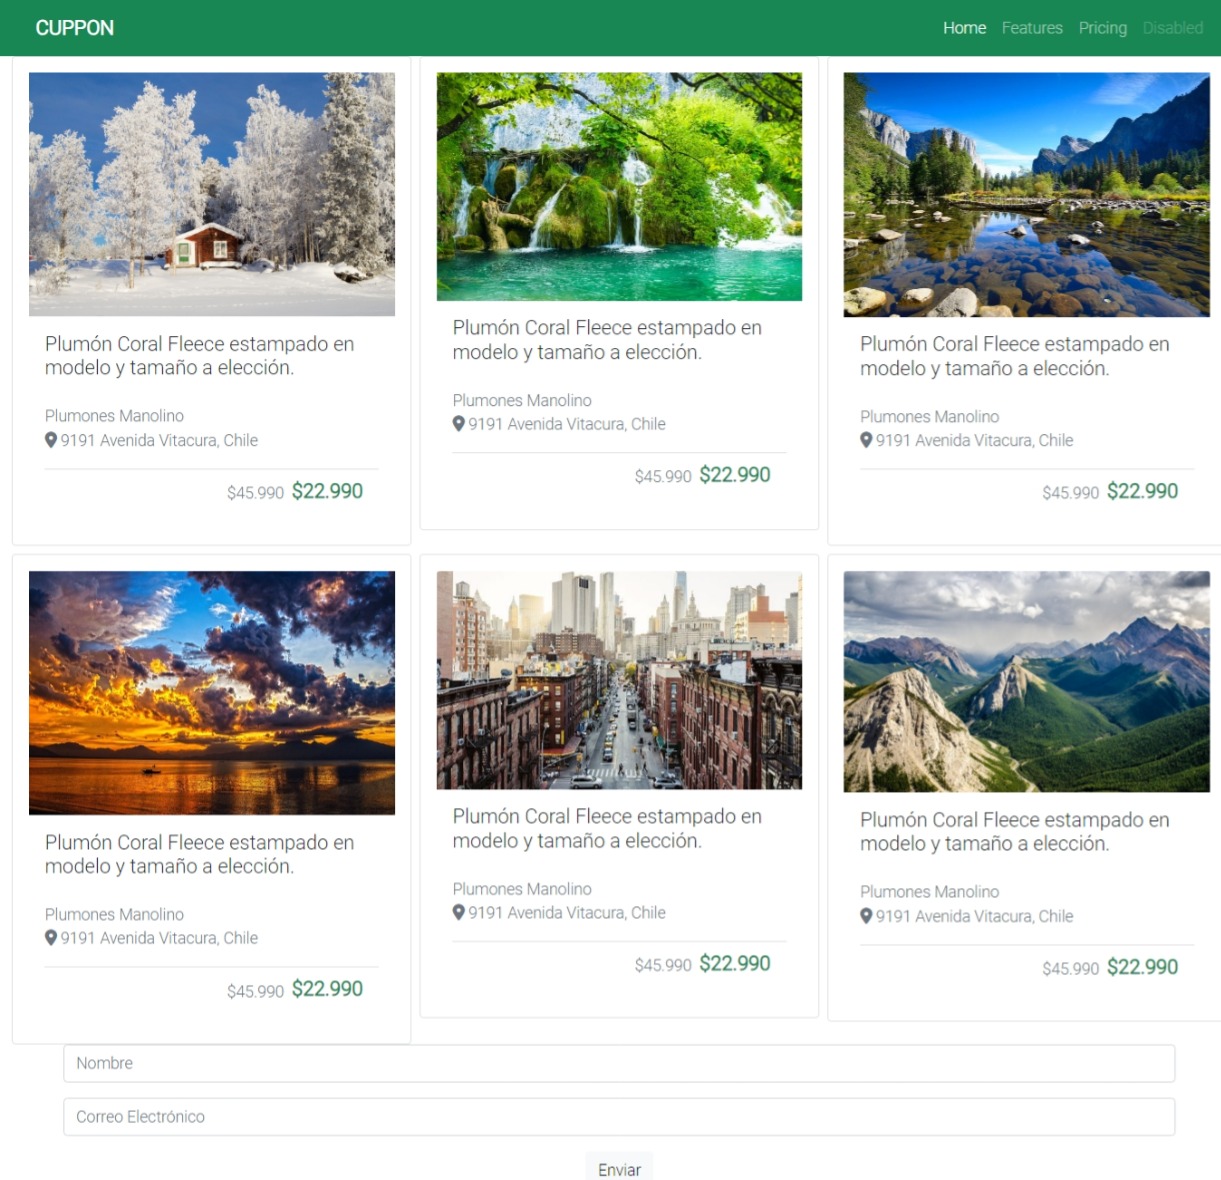 CUPPON
Home Features Pricing Disabled
Plumón Coral Fleece estampado en
modelo y tamaño a elección.
Plumones Manolino
9191 Avenida Vitacura, Chile
$45.990 $22.990
Plumón Coral Fleece estampado en
modelo y tamaño a elección.
Plumones Manolino
9191 Avenida Vitacura, Chile
$45.990 $22.990
Plumón Coral Fleece estampado en
modelo y tamaño a elección.
Plumones Manolino
9191 Avenida Vitacura, Chile
$45.990 $22.990
Plumón Coral Fleece estampado en
modelo y tamaño a elección.
Plumones Manolino
9191 Avenida Vitacura, Chile
$45.990 $22.990
Plumón Coral Fleece estampado en
modelo y tamaño a elección.
Plumones Manolino
9191 Avenida Vitacura, Chile
$45.990 $22.990
Plumón Coral Fleece estampado en
modelo y tamaño a elección.
Plumones Manolino
9191 Avenida Vitacura, Chile
$45.990 $22.990
Nombre
Correo Electrónico
Enviar